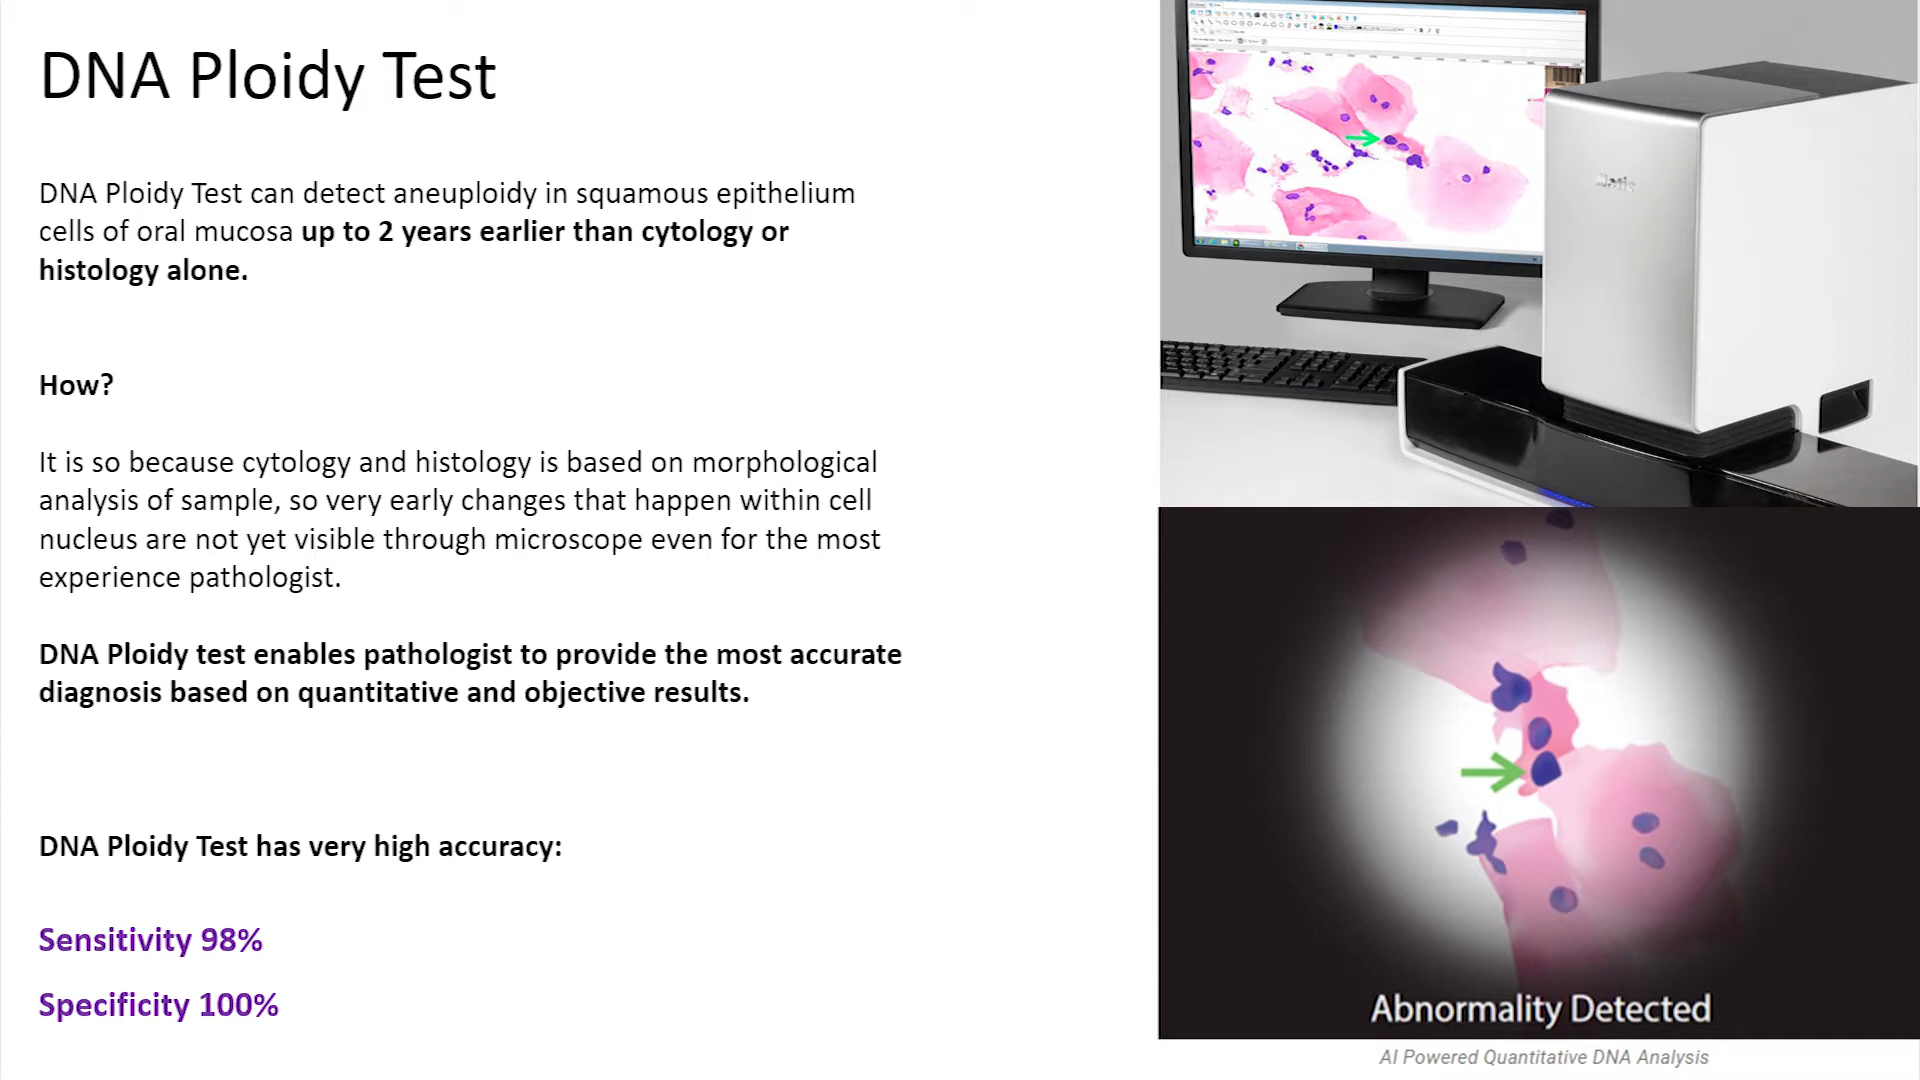 DNA Ploidy Test
DNA Ploidy Test can detect aneuploidy in squamous epithelium
cells of oral mucosa up to 2 years earlier than cytology or
histology alone.
How?
It is so because cytology and histology is based on morphological
analysis of sample, so very early changes that happen within cell
nucleus are not yet visible through microscope even for the most
experience pathologist.
DNA Ploidy test enables pathologist to provide the most accurate
diagnosis based on quantitative and objective results.
DNA Ploidy Test has very high accuracy:
Sensitivity 98%
Specificity 100%
Abnormality Detected
AI Powered Quantitative DNA Analysis